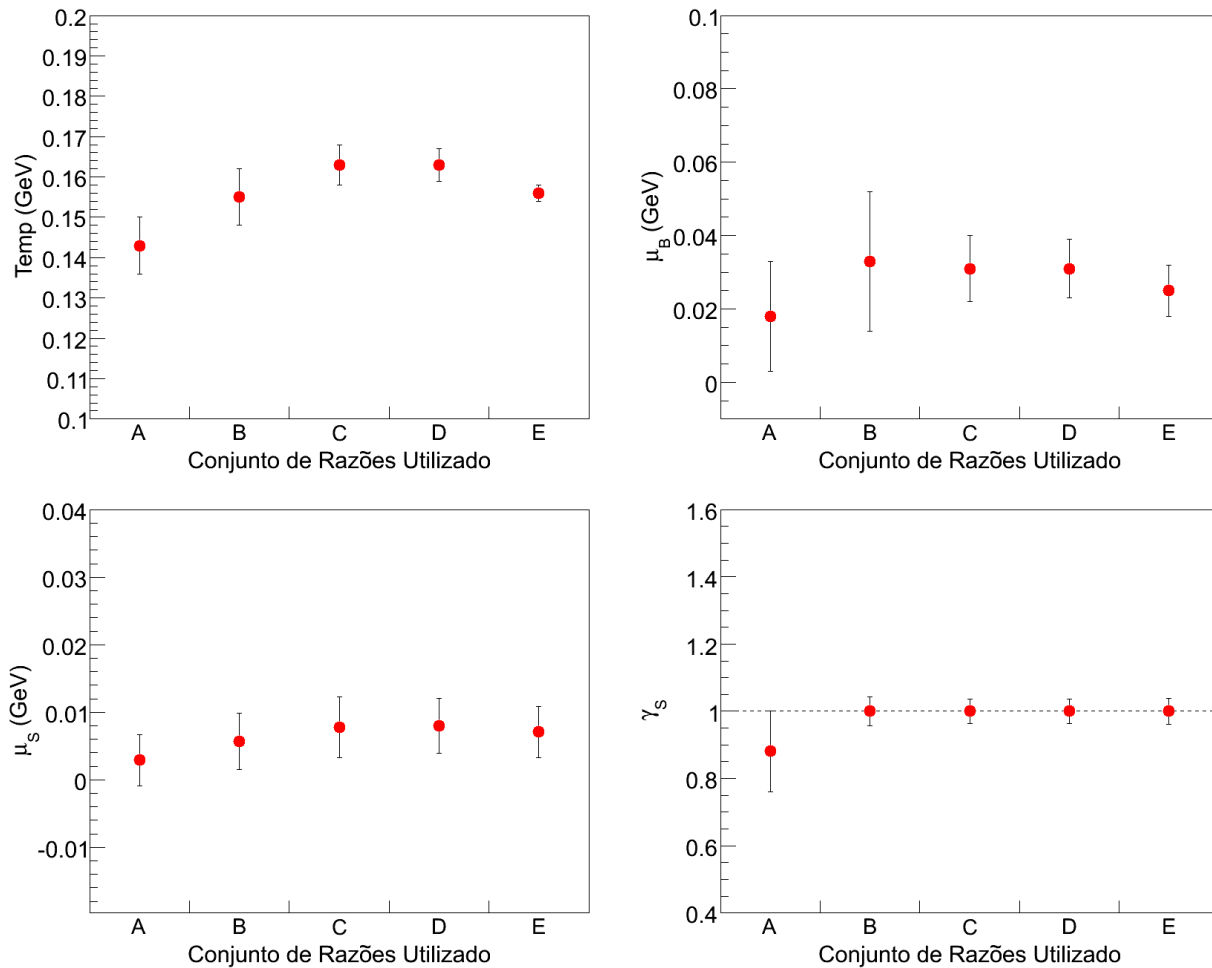 0.2
0.19
0.18
0.17
0.16
0.15
0.14
0.13
0.12
0.11
0.1
Temp (GeV)
A B C D E
Conjunto de Razões Utilizado
0.1
0.08
0.06
0.04
0.02
0
μB (GeV)
A B C D E
Conjunto de Razões Utilizado
0.04
0.03
0.02
0.01
0
-0.01
μS (GeV)
A B C D E
Conjunto de Razões Utilizado
1.6
1.4
1.2
1
0.8
0.6
0.4
γS
A B C D E
Conjunto de Razões Utilizado